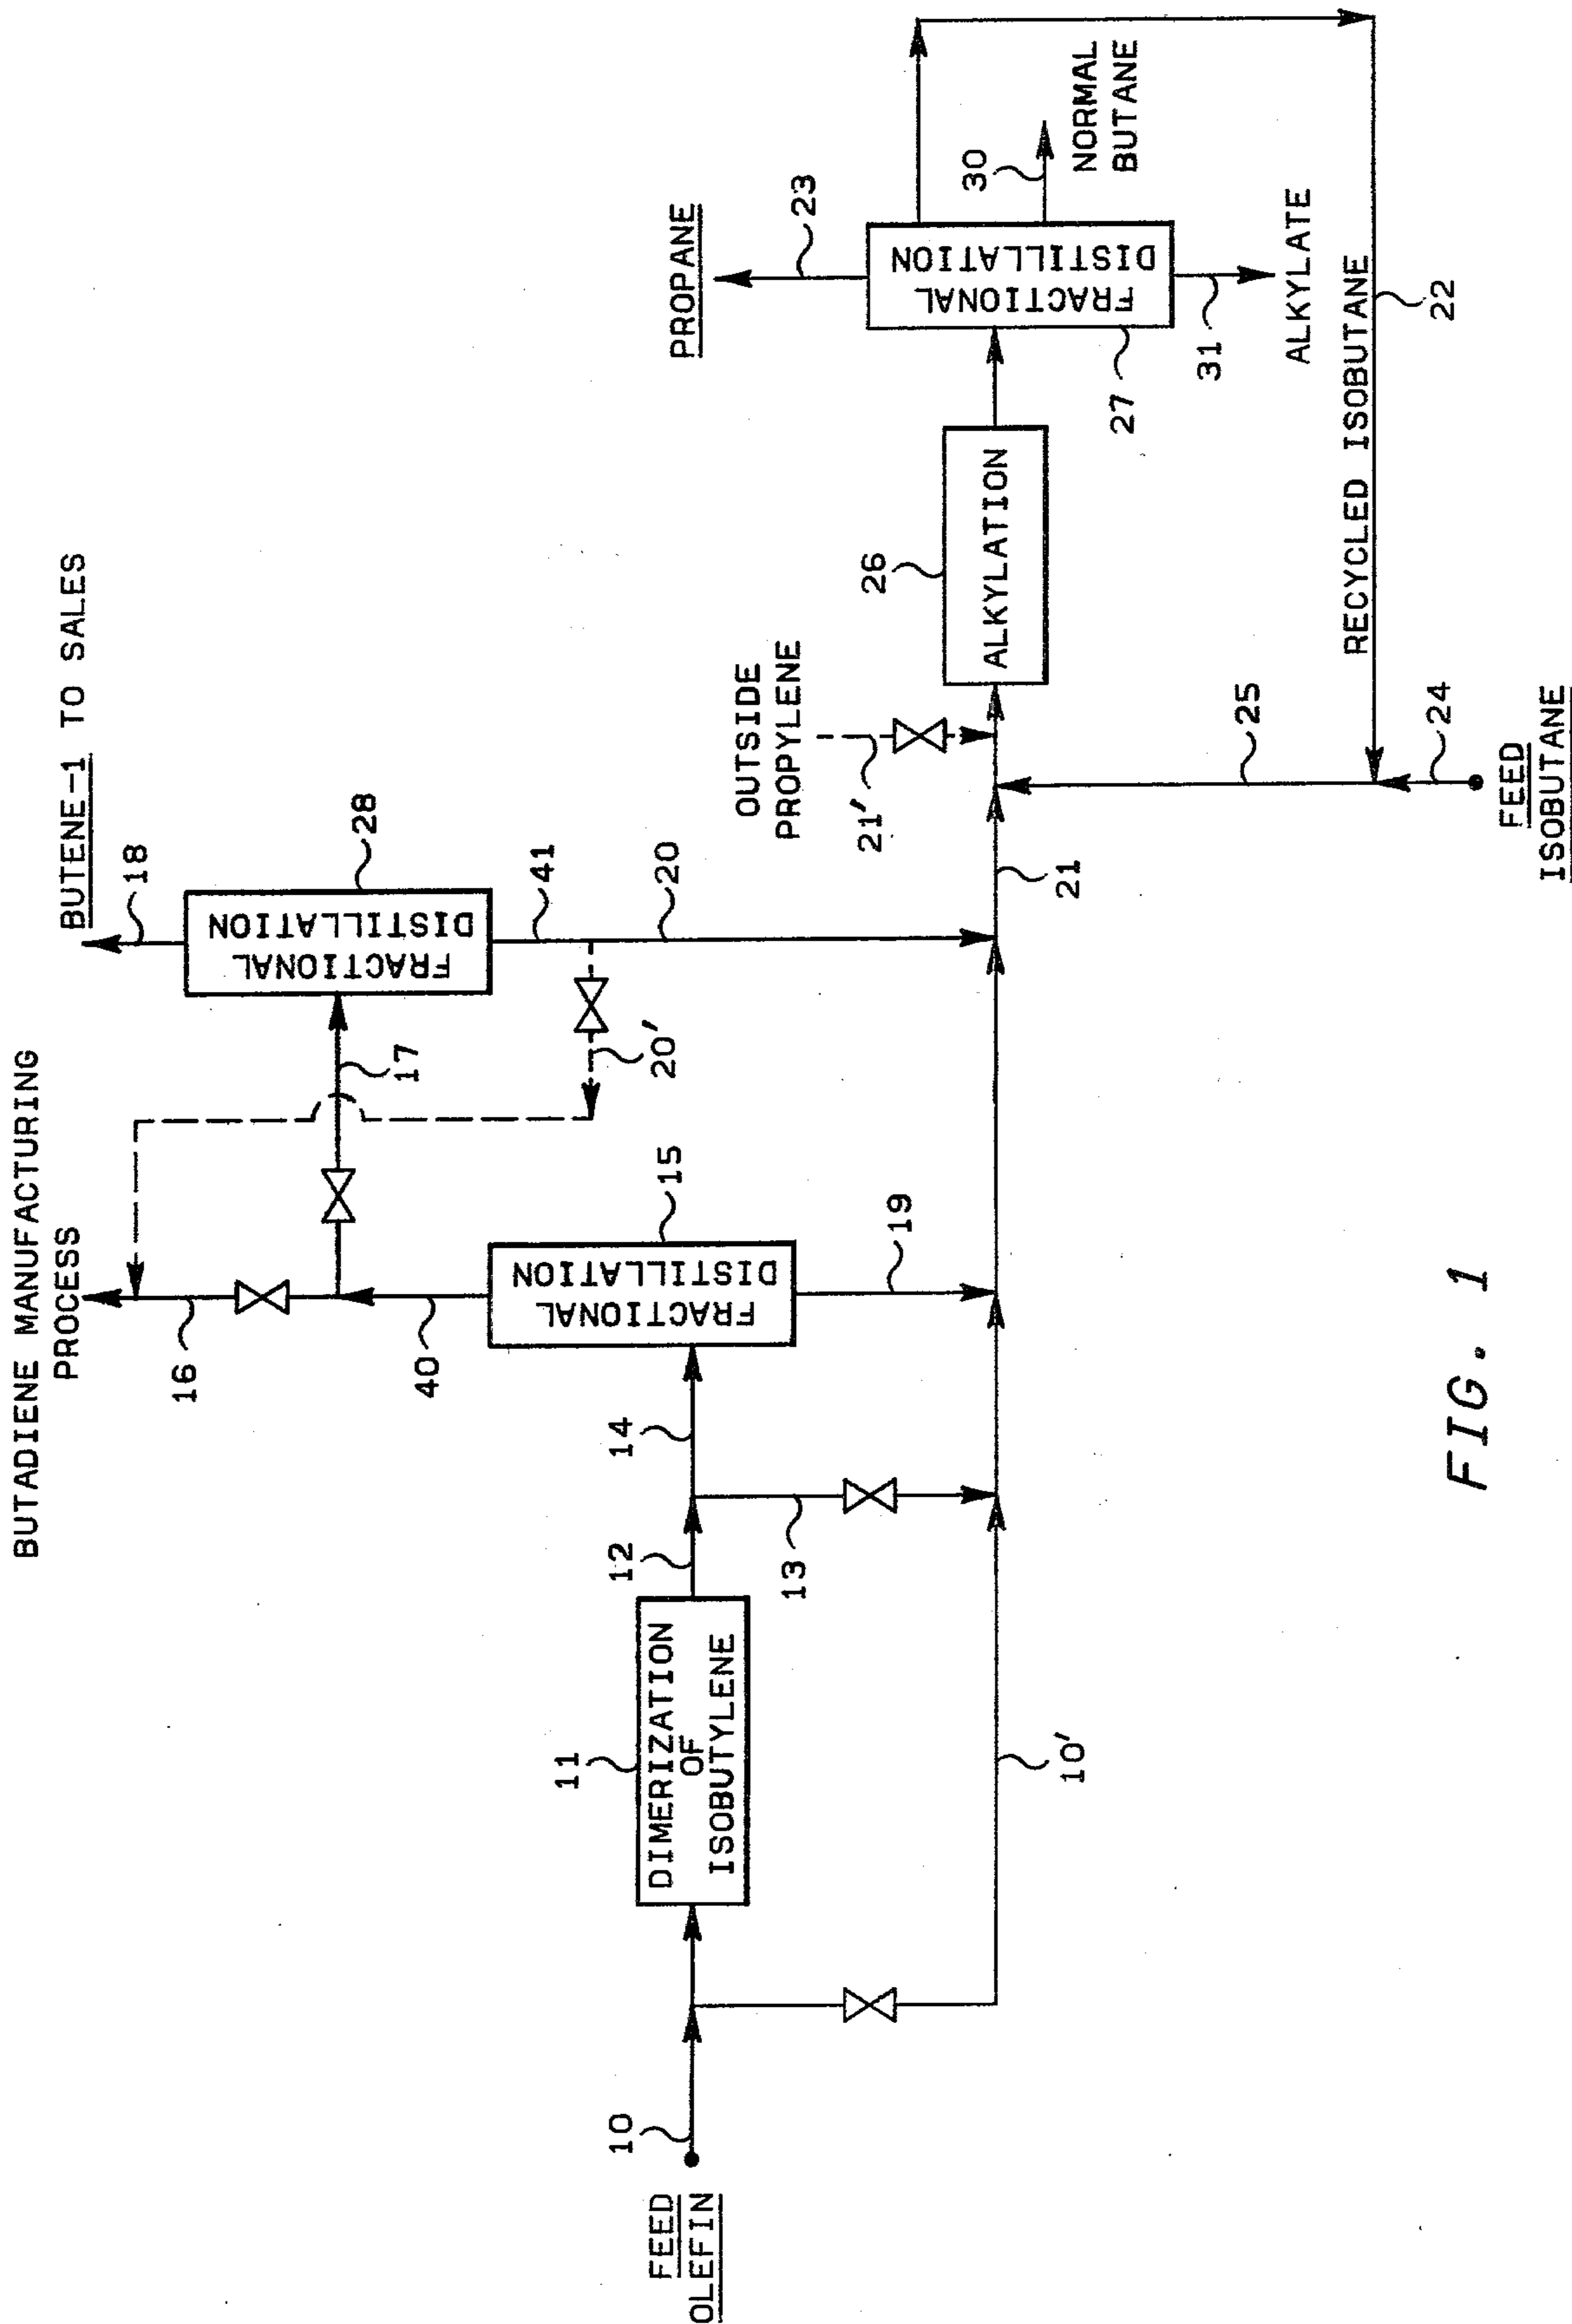 BUTADIENE MANUFACTURING
PROCESS
BUTENE-1 TO SALES
16
18
17
28
FRACTIONAL
DISTILLATION
40
41
20
20'
15
FRACTIONAL
DISTILLATION
19
FEED
OLEFIN
10
11
DIMERIZATION
OF
ISOBUTYLENE
12
14
13
10'
21
OUTSIDE
PROPYLENE
21'
26
ALKYLATION
PROPANE
23
FRACTIONAL
DISTILLATION
27
30
NORMAL
BUTANE
31
ALKYLATE
RECYCLED ISOBUTANE
22
25
24
FEED
ISOBUTANE
FIG. 1